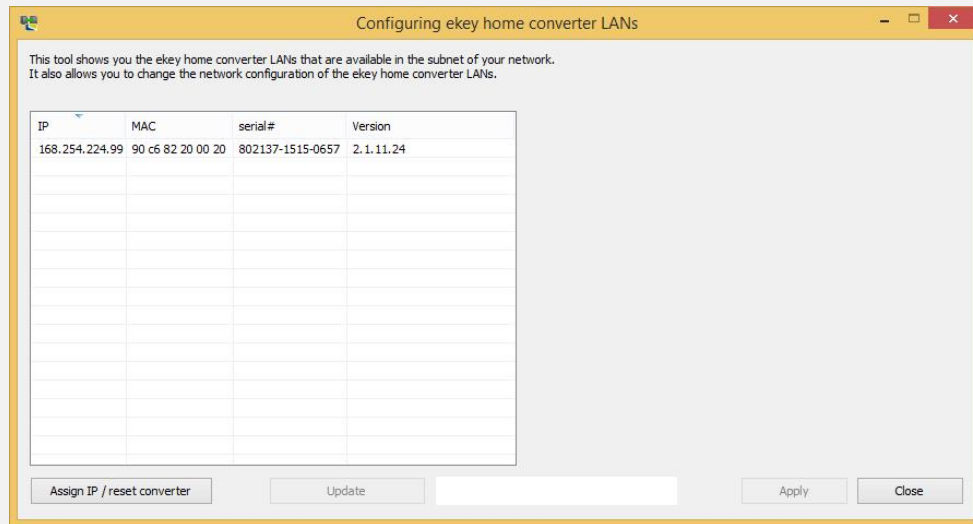 Configuring ekey home converter LANs
This tool shows you the ekey home converter LANs that are available in the subnet of your network.
It also allows you to change the network configuration of the ekey home converter LANs.
IP MAC serial# Version
168.254.224.99 90 c6 82 20 00 20 802137-1515-0657 2.1.11.24
Assign IP / reset converter Update Apply Close